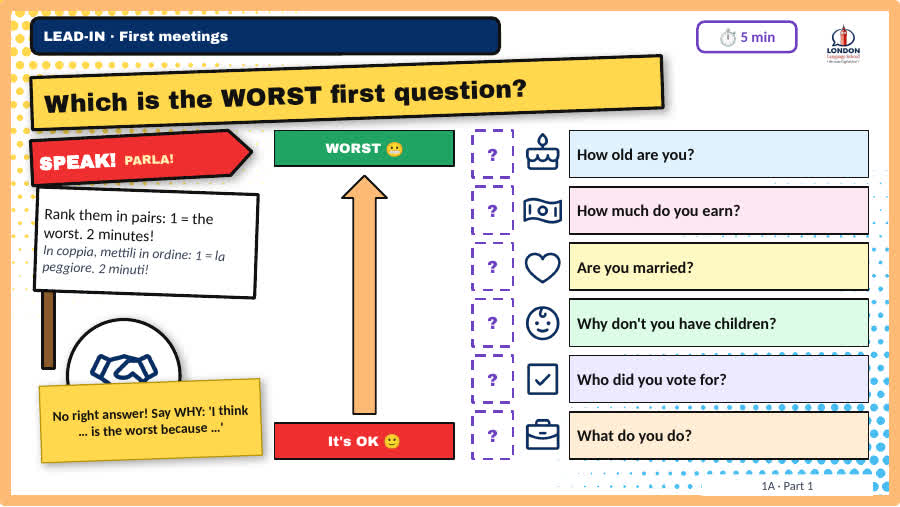 LEAD-IN · First meetings
⏱️ 5 min
LONDON
Language School
Which is the WORST first question?
SPEAK! PARLA!
Rank them in pairs: 1 = the
worst. 2 minutes!
In coppia, mettili in ordine: 1 = la
peggiore. 2 minuti!
No right answer! Say WHY: 'I think
… is the worst because …'
WORST 😬
It's OK 🙂
? How old are you?
? How much do you earn?
? Are you married?
? Why don't you have children?
? Who did you vote for?
? What do you do?
1A · Part 1